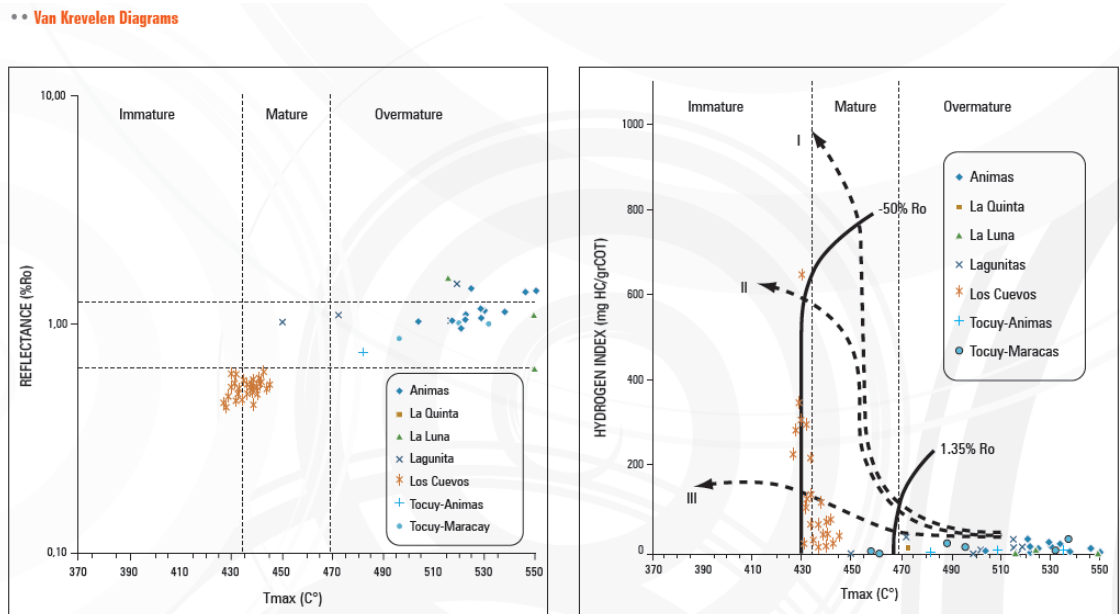 •• Van Krevelen Diagrams
10,00
Immature
Mature
Overmature
REFLECTANCE (%Ro)
1,00
Animas
La Quinta
La Luna
Lagunita
Los Cuevos
Tocuy-Animas
Tocuy-Maracay
0,10
370 390 410 430 450 470 490 510 530 550
Tmax (C°)
Immature
Mature
Overmature
1000
I
Animas
La Quinta
La Luna
Lagunitas
Los Cuevos
Tocuy-Animas
Tocuy-Maracas
800
-50% Ro
HYDROGEN INDEX (mg HC/grCOT)
600
II
400
200
1.35% Ro
III
0
370 390 410 430 450 470 490 510 530 550
Tmax (C°)